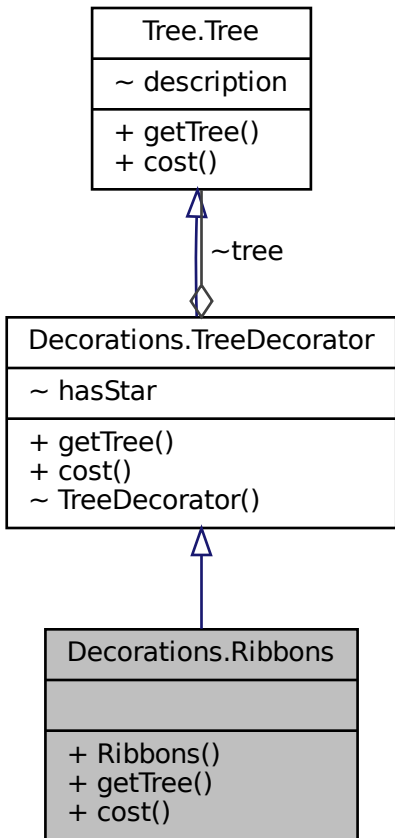 Tree.Tree
~ description
+ getTree()
+ cost()
~tree
Decorations.TreeDecorator
~ hasStar
+ getTree()
+ cost()
~ TreeDecorator()
Decorations.Ribbons
+ Ribbons()
+ getTree()
+ cost()